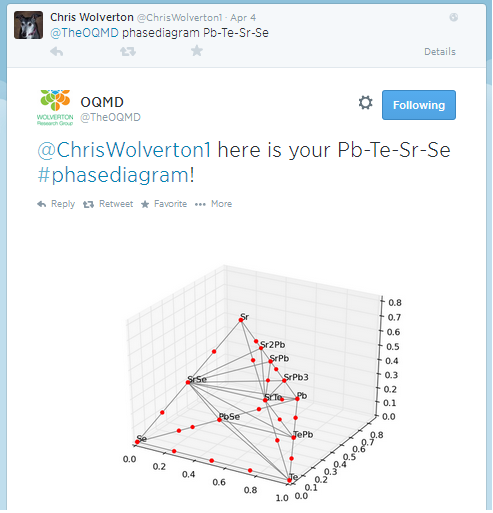 Chris Wolverton @ChrisWolverton1 · Apr 4
@TheOQMD phasediagram Pb-Te-Sr-Se
Details
WOLVERTON
Research Group
OQMD
@TheOQMD
Following
@ChrisWolverton1 here is your Pb-Te-Sr-Se
#phasediagram!
Reply Retweet Favorite ••• More
Sr
Sr2Pb
SrPb
SrPb3
SrSe
SrTe
Pb
PbSe
TePb
Se
Te
0.8
0.7
0.6
0.5
0.4
0.3
0.2
0.1
0.0
0.0 0.2 0.4 0.6 0.8 1.0
0.0 0.1 0.2 0.3 0.4 0.5 0.6 0.7 0.8